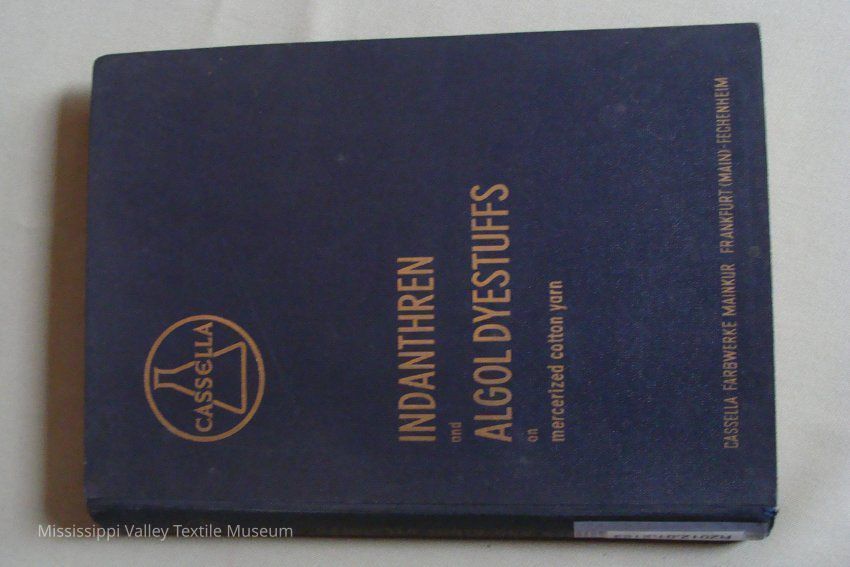 CASSELLA
INDANTHREN
and
ALGOL DYESTUFFS
on
mercerized cotton yarn
CASSELLA FARBWERKE MAINKUR FRANKFURT (MAIN)-FECHENHEIM
Mississippi Valley Textile Museum